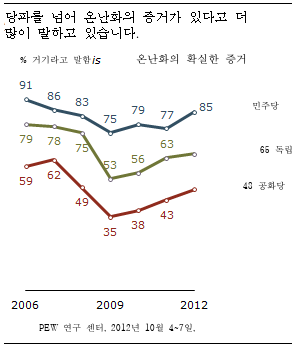 당파를 넘어 온난화의 증거가 있다고 더
많이 말하고 있습니다.
% 거기라고 말함is 온난화의 확실한 증거
91 86 83 75 79 77 85
민주당
79 78 75 53 56 63
65 독립
59 62 49 35 38 43
48 공화당
2006 2009 2012
PEW 연구 센터, 2012년 10월 4~7일.